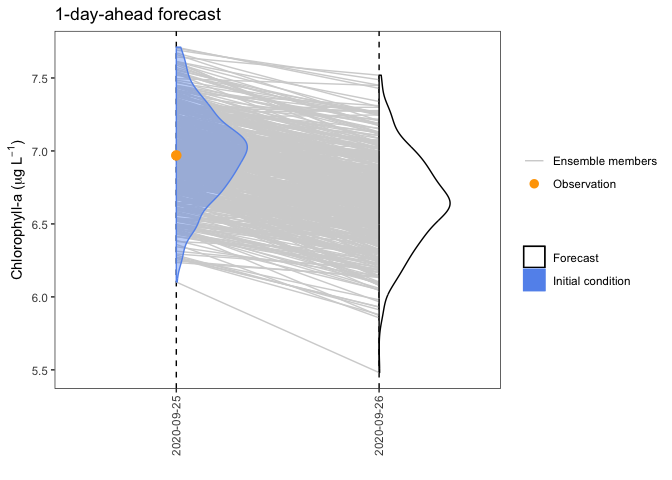 1-day-ahead forecast
Chlorophyll-a (μg L⁻¹)
7.5
7.0
6.5
6.0
5.5
2020-09-25
2020-09-26
Ensemble members
Observation
Forecast
Initial condition